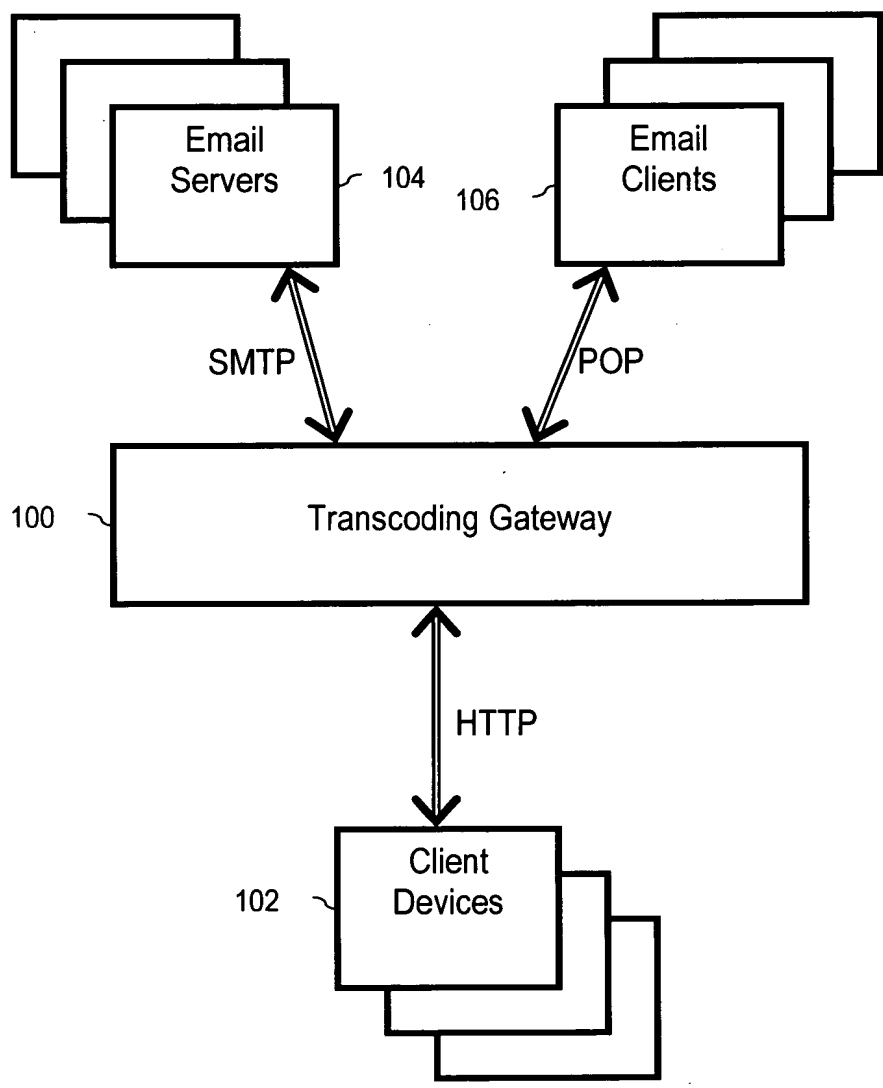 Email
Servers
104
Email
Clients
106
SMTP
POP
100
Transcoding Gateway
HTTP
Client
Devices
102